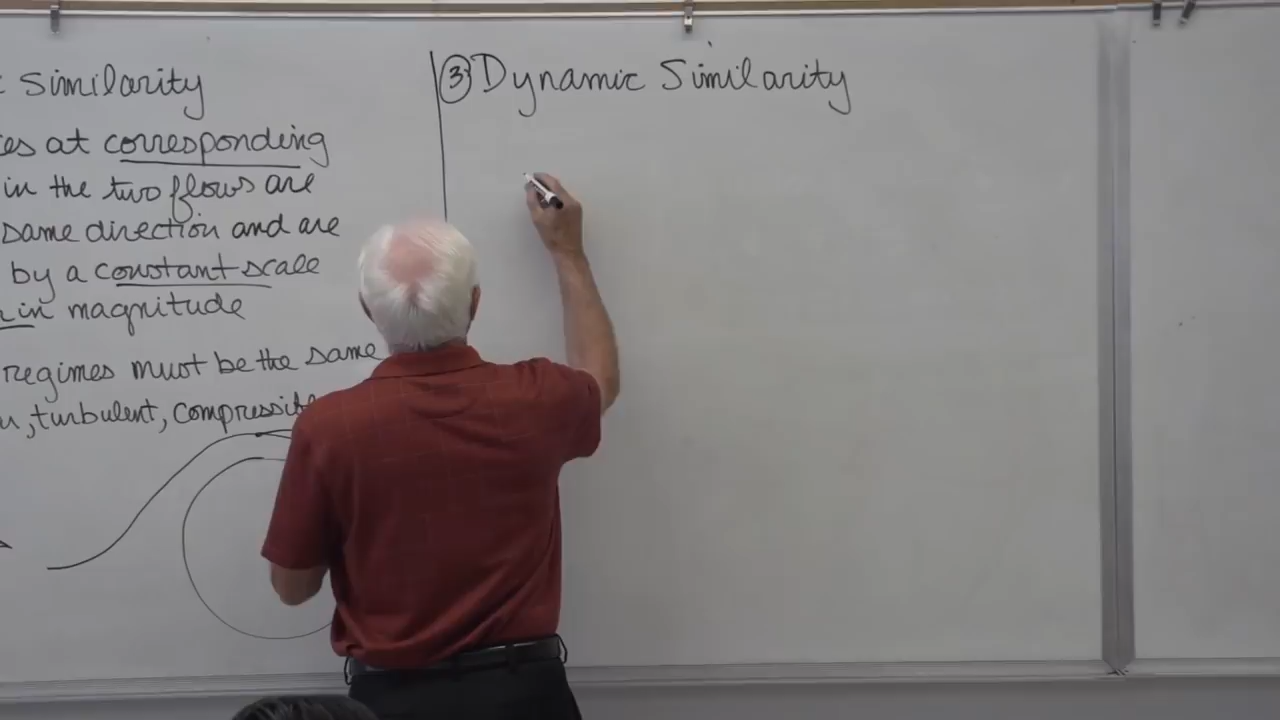 c Similarity
es at corresponding
in the two flows are
same direction and are
by a constant scale
in magnitude
regimes must be the same
, turbulent, compressib
③ Dynamic Similarity